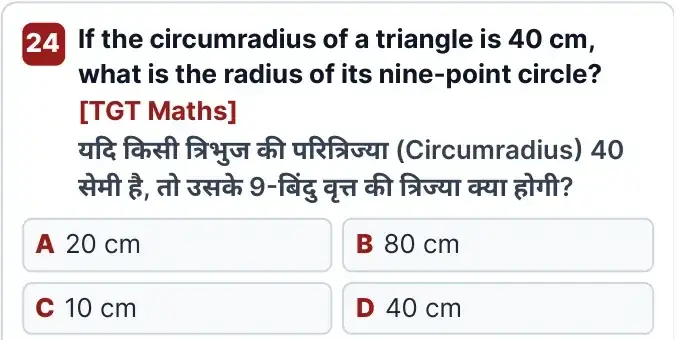 24 If the circumradius of a triangle is 40 cm,
what is the radius of its nine-point circle?
[TGT Maths]
यदि किसी त्रिभुज की परित्रिज्या (Circumradius) 40
सेमी है, तो उसके 9-बिंदु वृत्त की त्रिज्या क्या होगी?
A 20 cm
B 80 cm
C 10 cm
D 40 cm